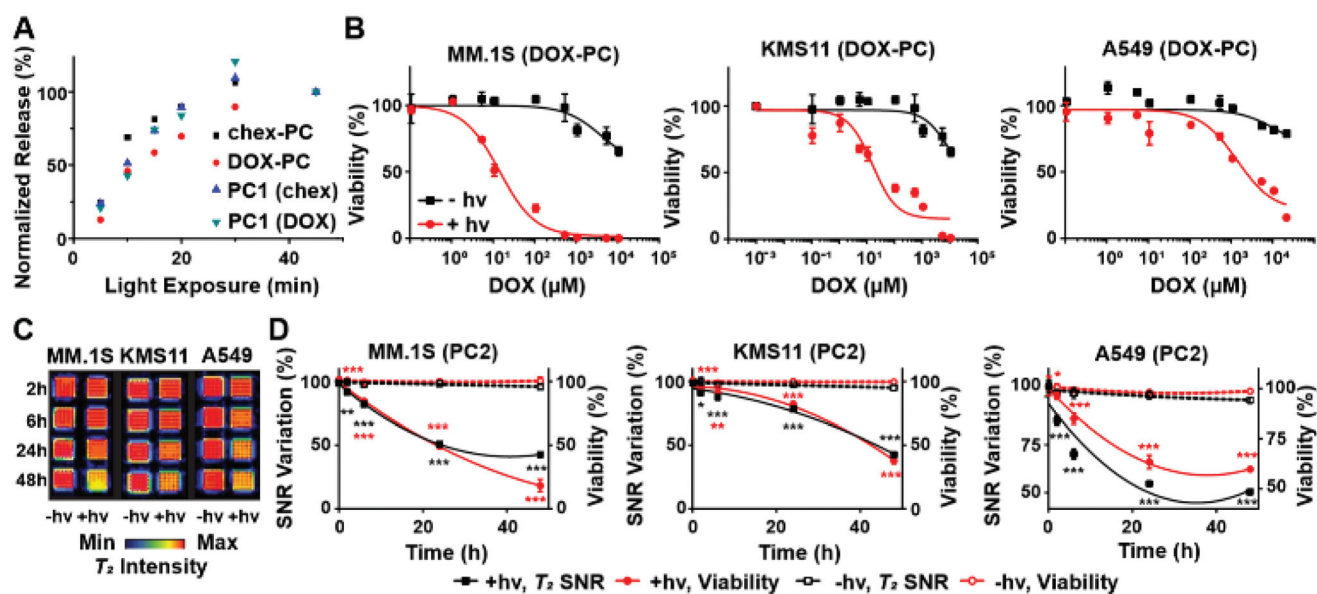 A
Normalized Release (%)
100
50
0
0 20 40
Light Exposure (min)
chex-PC
DOX-PC
PC1 (chex)
PC1 (DOX)
B
MM.1S (DOX-PC)
Viability (%)
100
50
0
- hv
+ hv
10⁰ 10¹ 10³ 10⁵
DOX (µM)
KMS11 (DOX-PC)
Viability (%)
100
50
0
10⁻³ 10⁻¹ 10¹ 10³ 10⁵
DOX (µM)
A549 (DOX-PC)
Viability (%)
100
50
0
10⁰ 10¹ 10² 10³ 10⁴
DOX (µM)
C
MM.1S KMS11 A549
2h
6h
24h
48h
-hv +hv -hv +hv -hv +hv
Min Max
T₂ Intensity
D
MM.1S (PC2)
SNR Variation (%)
100
50
0
Viability (%)
100
50
0
*** ** *** *** *** *** *** ***
0 20 40
Time (h)
KMS11 (PC2)
SNR Variation (%)
100
50
0
Viability (%)
100
50
0
*** * *** ** *** *** *** ***
0 20 40
Time (h)
A549 (PC2)
SNR Variation (%)
100
75
50
Viability (%)
100
75
50
* *** *** *** *** *** *** ***
0 20 40
Time (h)
+hv, T₂ SNR +hv, Viability -hv, T₂ SNR -hv, Viability